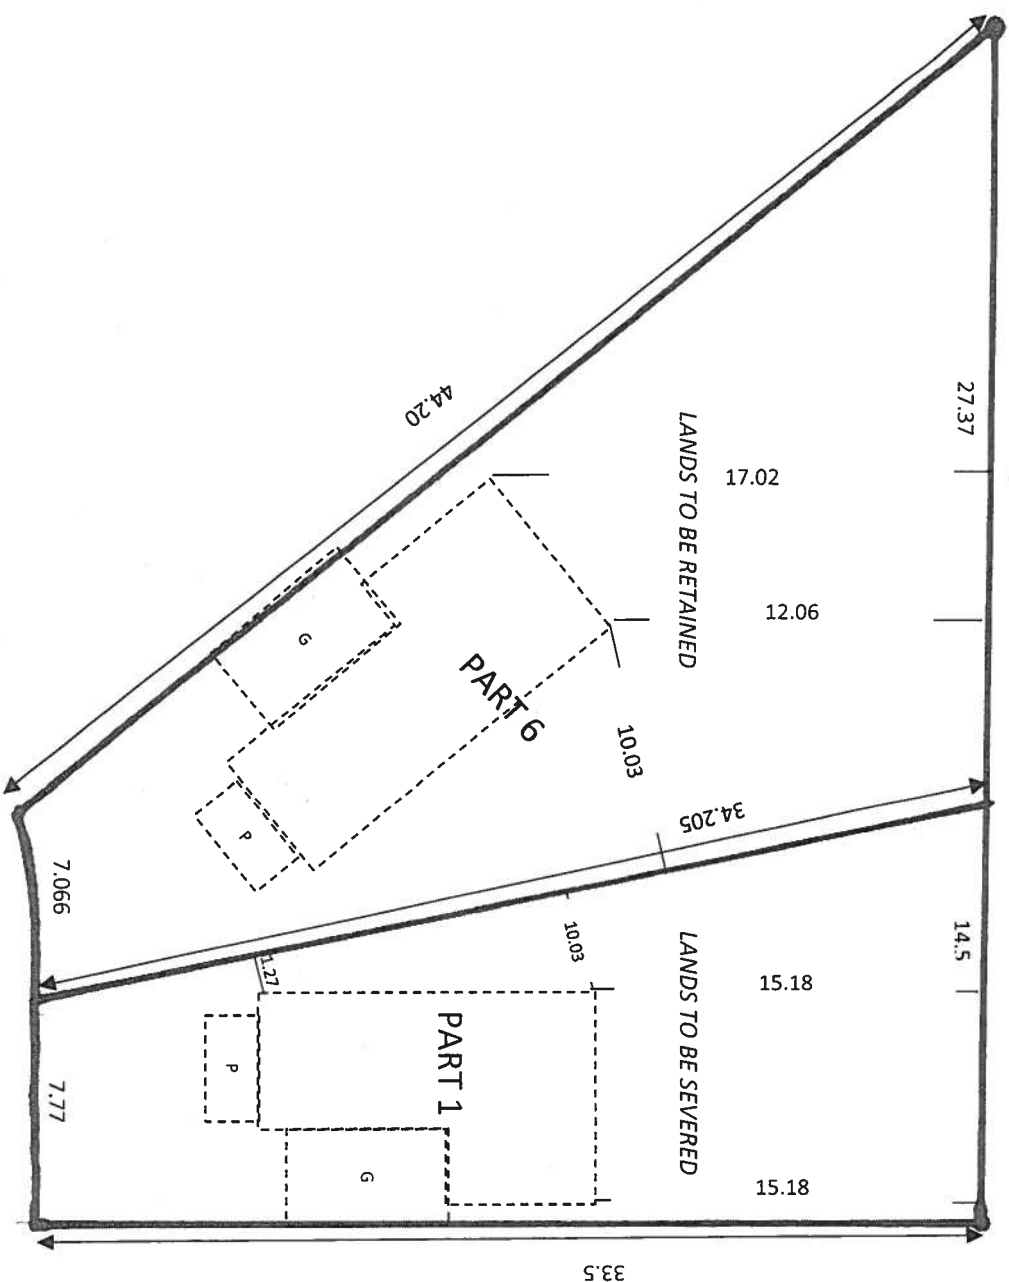 44.20
27.37
LANDS TO BE RETAINED
17.02
12.06
G
PART 6
10.03
P
34.205
7.066
14.5
10.03
1.27
LANDS TO BE SEVERED
15.18
PART 1
P
7.77
G
15.18
33.5